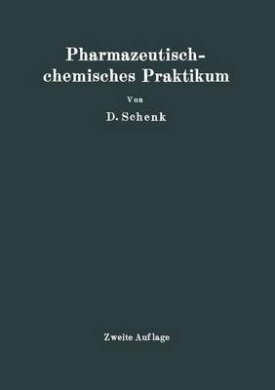 Pharmazeutisch-
chemisches Praktikum
Von
D. Schenk
Zweite Auflage